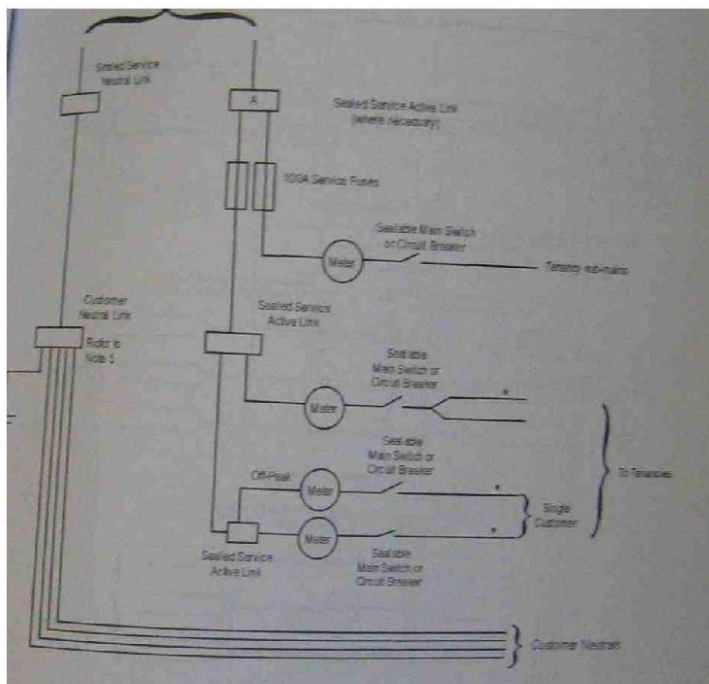 Sealed Service
Neutral Link
A
Sealed Service Active Link
(where necessary)
100A Service Fuses
Sealable Main Switch
or Circuit Breaker
Meter
Tenancy sub-mains
Customer
Neutral Link
Refer to
Note 5
Sealed Service
Active Link
Sealable
Main Switch or
Circuit Breaker
*
Meter
Sealable
Main Switch or
Circuit Breaker
To Tenancies
Off-Peak
Meter
*
Single
Customer
Meter
*
Sealed Service
Active Link
Sealable
Main Switch or
Circuit Breaker
Customer Neutrals